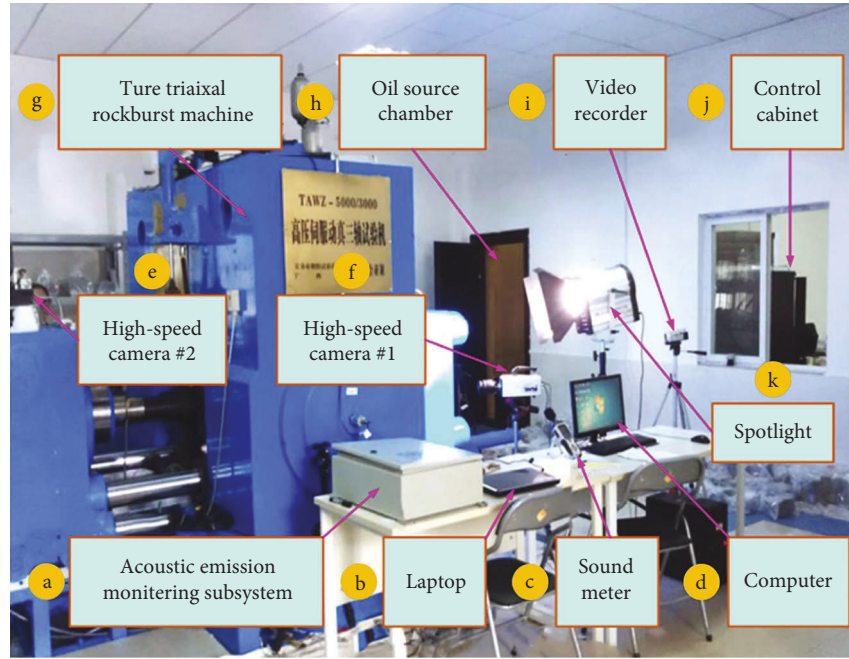 g
Ture triaixal
rockburst machine
h
Oil source
chamber
i
Video
recorder
j
Control
cabinet
TAWZ-5000/3000
高压伺服动真三轴试验机
e
High-speed
camera #2
f
High-speed
camera #1
k
Spotlight
a
Acoustic emission
monitering subsystem
b
Laptop
c
Sound
meter
d
Computer